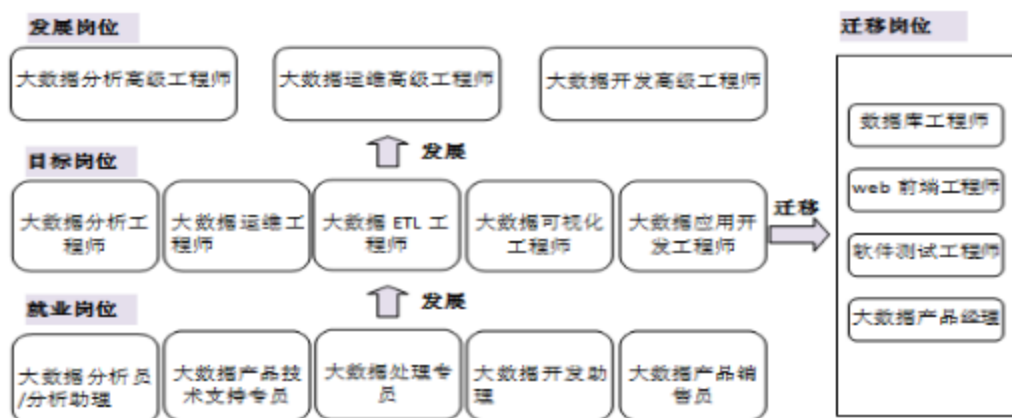 发展岗位
迁移岗位
大数据分析高级工程师
大数据运维高级工程师
大数据开发高级工程师
发展
目标岗位
大数据分析工
程师
大数据运维工
程师
大数据 ETL 工
程师
大数据可视化
工程师
大数据应用开
发工程师
迁移
数据库工程师
web 前端工程师
软件测试工程师
大数据产品经理
发展
就业岗位
大数据分析员
/分析助理
大数据产品技
术支持专员
大数据处理专
员
大数据开发助
理
大数据产品销
售员